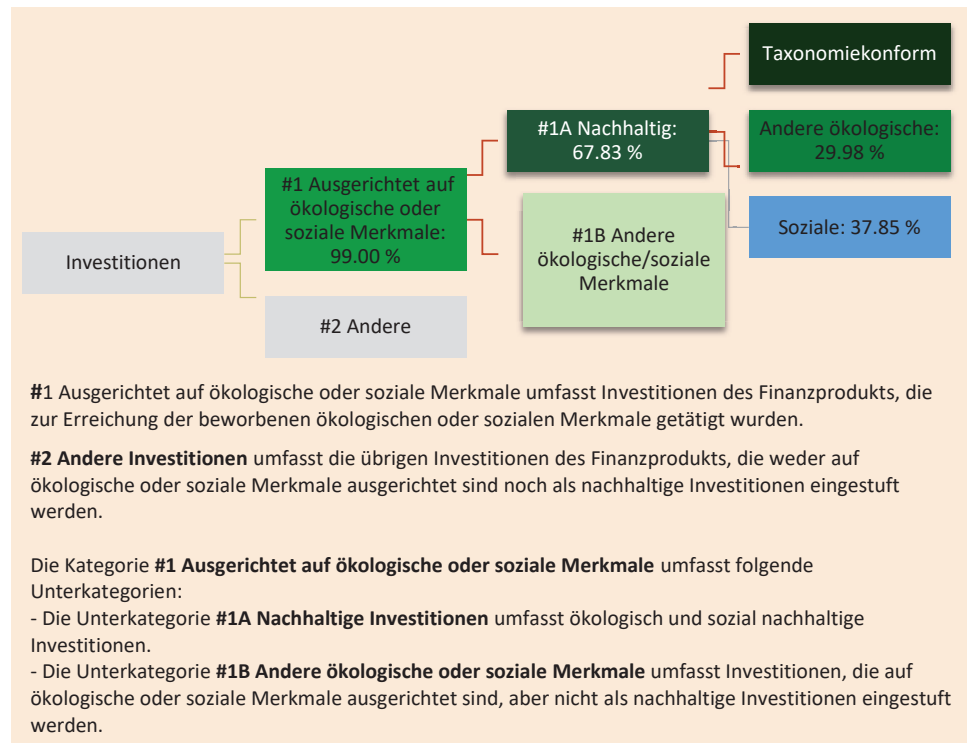 Taxonomiekonform
#1A Nachhaltig:
67.83 %
Andere ökologische:
29.98 %
#1 Ausgerichtet auf
ökologische oder
soziale Merkmale:
99.00 %
#1B Andere
ökologische/soziale
Merkmale
Soziale: 37.85 %
Investitionen
#2 Andere
#1 Ausgerichtet auf ökologische oder soziale Merkmale umfasst Investitionen des Finanzprodukts, die
zur Erreichung der beworbenen ökologischen oder sozialen Merkmale getätigt wurden.
#2 Andere Investitionen umfasst die übrigen Investitionen des Finanzprodukts, die weder auf
ökologische oder soziale Merkmale ausgerichtet sind noch als nachhaltige Investitionen eingestuft
werden.
Die Kategorie #1 Ausgerichtet auf ökologische oder soziale Merkmale umfasst folgende
Unterkategorien:
- Die Unterkategorie #1A Nachhaltige Investitionen umfasst ökologisch und sozial nachhaltige
Investitionen.
- Die Unterkategorie #1B Andere ökologische oder soziale Merkmale umfasst Investitionen, die auf
ökologische oder soziale Merkmale ausgerichtet sind, aber nicht als nachhaltige Investitionen eingestuft
werden.